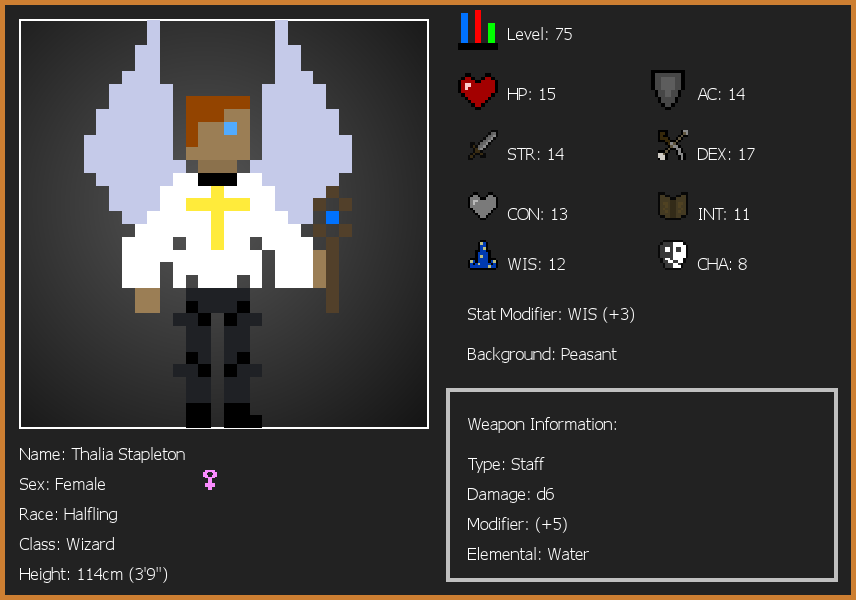 Level: 75
HP: 15
AC: 14
STR: 14
DEX: 17
CON: 13
INT: 11
WIS: 12
CHA: 8
Stat Modifier: WIS (+3)
Background: Peasant
Weapon Information:
Type: Staff
Damage: d6
Modifier: (+5)
Elemental: Water
Name: Thalia Stapleton
Sex: Female
Race: Halfling
Class: Wizard
Height: 114cm (3'9")